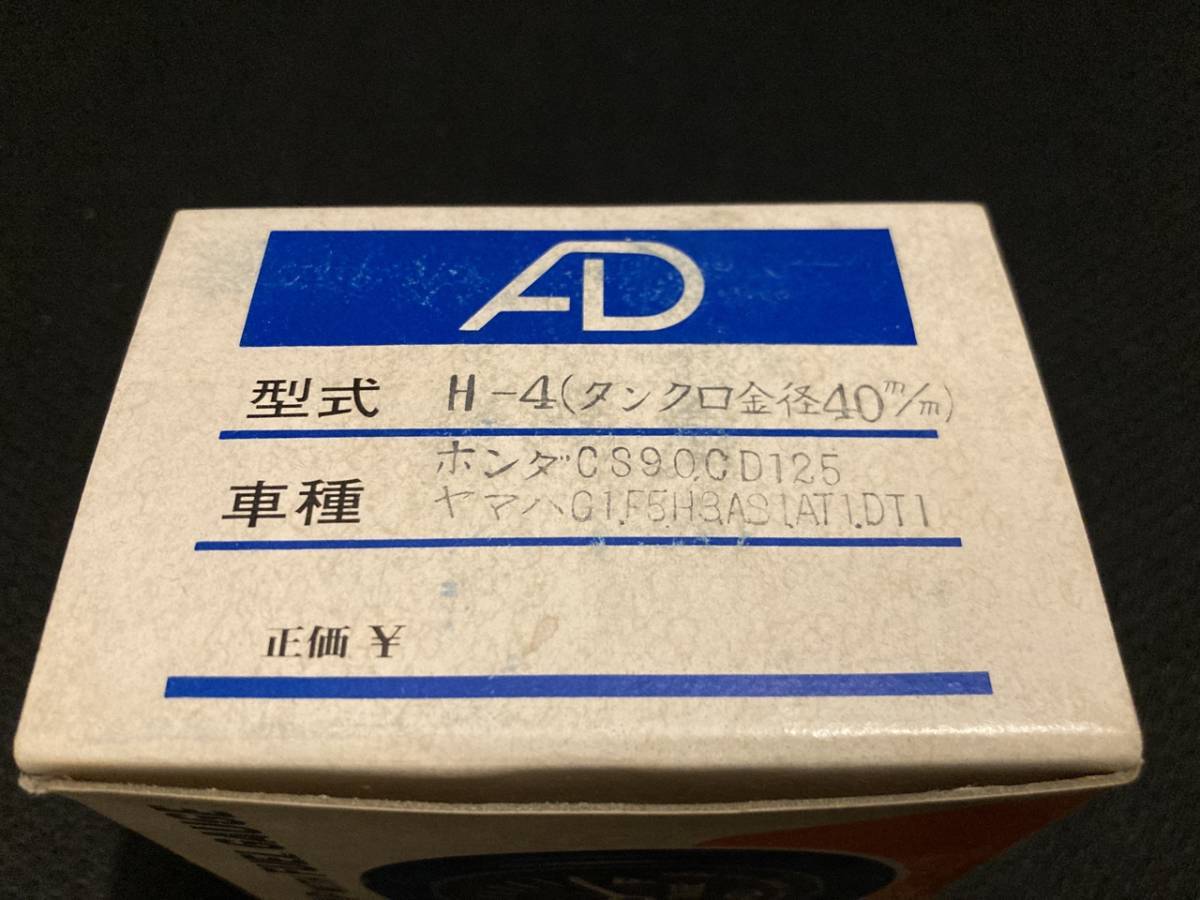 AD
型式 H-4(タンク口金径40m/m)
車種 ホンダCS90.CD125
ヤマハG1.F5.H3.AS1.AT1.DT1
正価 ¥